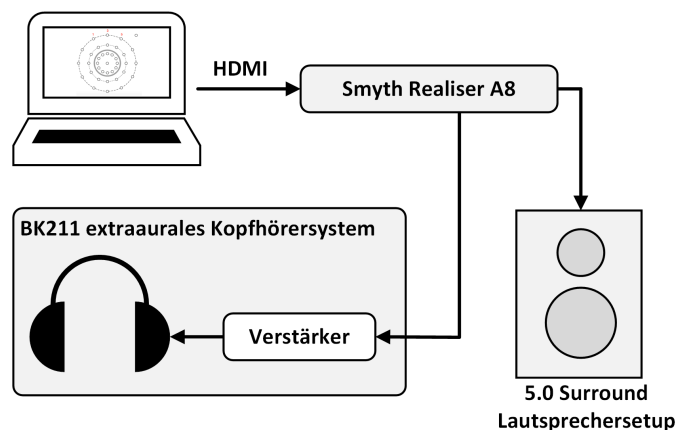 HDMI
Smyth Realiser A8
BK211 extraaurales Kopfhörersystem
Verstärker
5.0 Surround
Lautsprechersetup